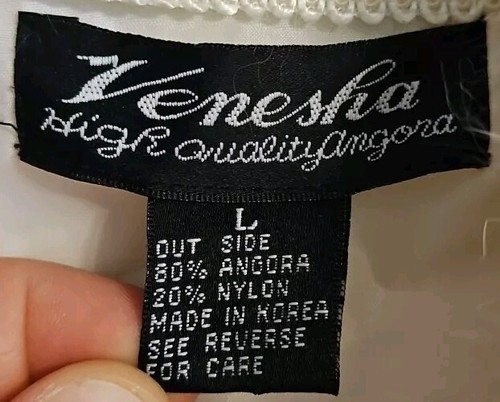 Venesha
High Quality Angora
L
OUT SIDE
80% ANGORA
20% NYLON
MADE IN KOREA
SEE REVERSE
FOR CARE